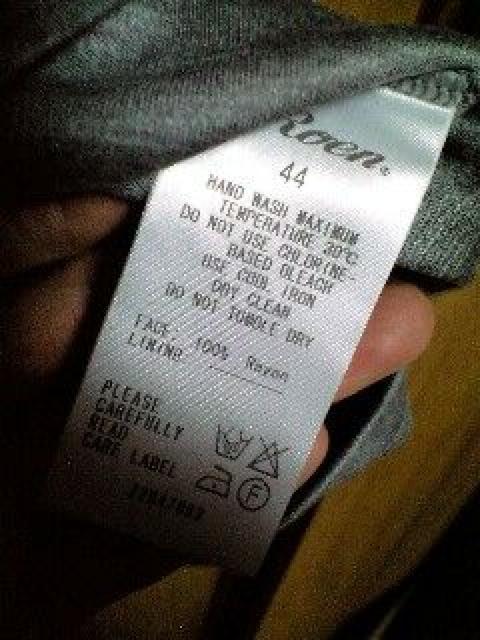 Roen.
44
HAND WASH MAXIMUM
TEMPERATURE 30℃
DO NOT USE CHLORINE-
BASED BLEACH
USE COOL IRON
DRY CLEAN
DO NOT TUMBLE DRY
FACE- 100% Rayon
LINING
PLEASE
CAREFULLY
READ
CARE LABEL
F